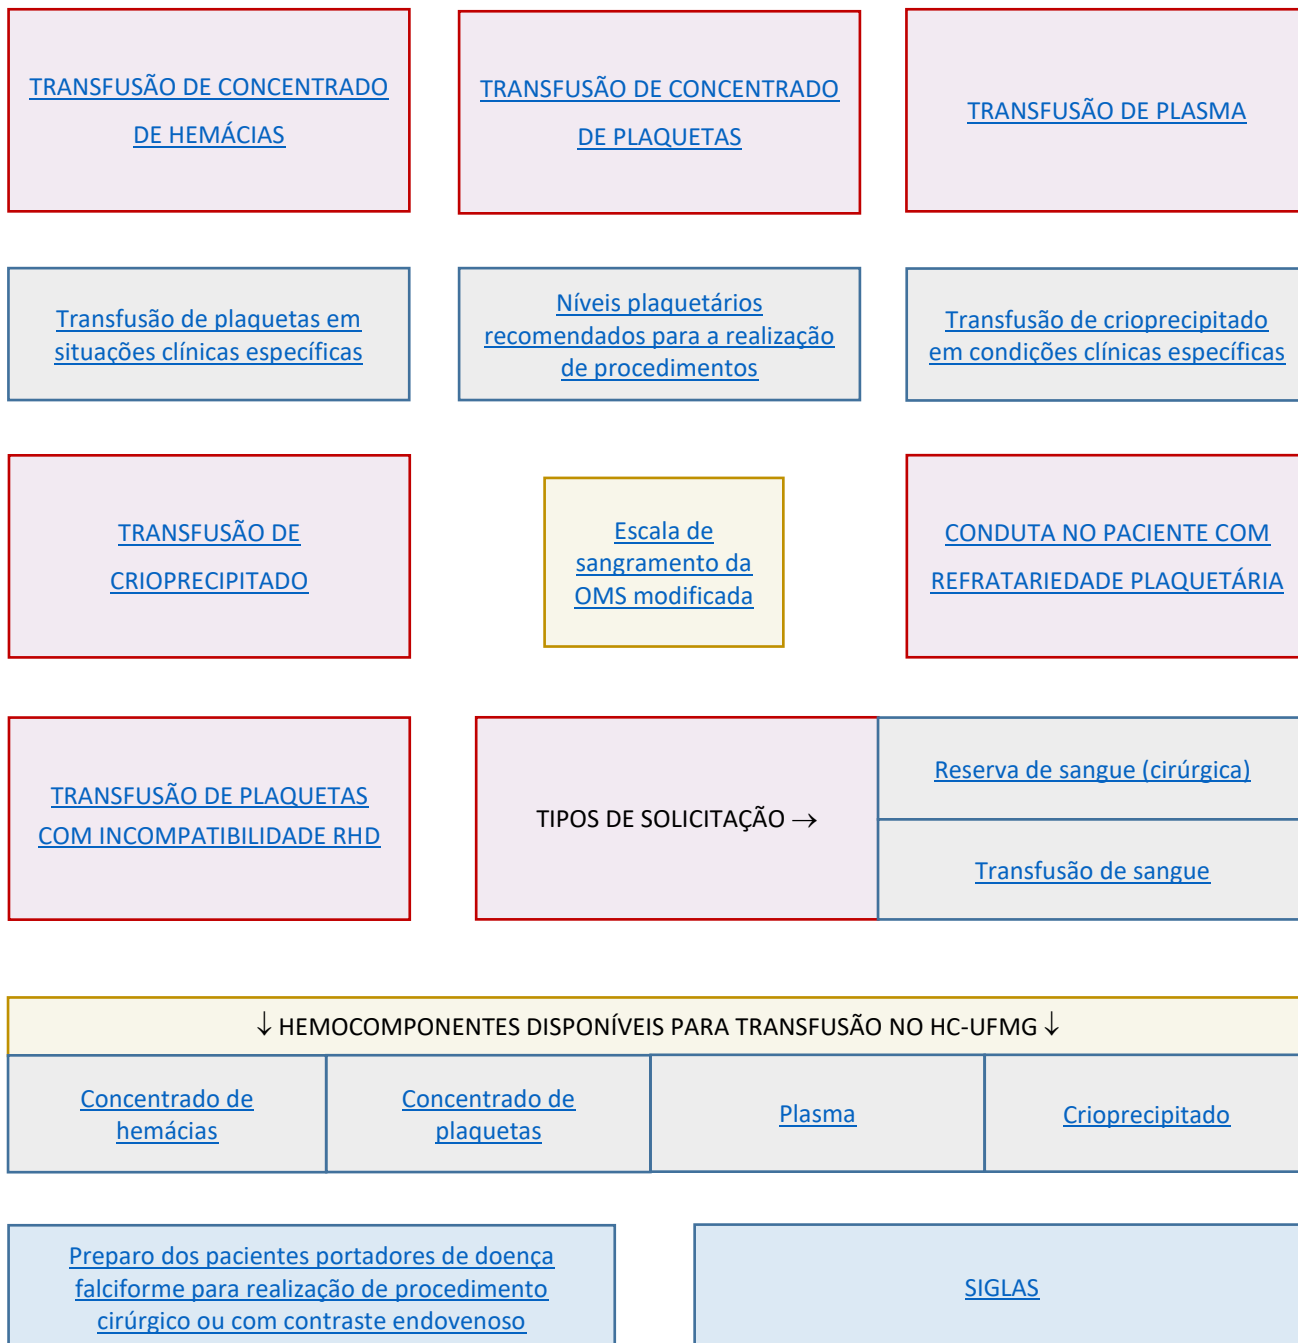 TRANSFUSÃO DE CONCENTRADO
DE HEMÁCIAS
TRANSFUSÃO DE CONCENTRADO
DE PLAQUETAS
TRANSFUSÃO DE PLASMA
Transfusão de plaquetas em
situações clínicas específicas
Níveis plaquetários
recomendados para a realização
de procedimentos
Transfusão de crioprecipitado
em condições clínicas específicas
TRANSFUSÃO DE
CRIOPRECIPITADO
Escala de
sangramento da
OMS modificada
CONDUTA NO PACIENTE COM
REFRATARIEDADE PLAQUETÁRIA
TRANSFUSÃO DE PLAQUETAS
COM INCOMPATIBILIDADE RHD
TIPOS DE SOLICITAÇÃO →
Reserva de sangue (cirúrgica)
Transfusão de sangue
↓ HEMOCOMPONENTES DISPONÍVEIS PARA TRANSFUSÃO NO HC-UFMG ↓
Concentrado de
hemácias
Concentrado de
plaquetas
Plasma
Crioprecipitado
Preparo dos pacientes portadores de doença
falciforme para realização de procedimento
cirúrgico ou com contraste endovenoso
SIGLAS